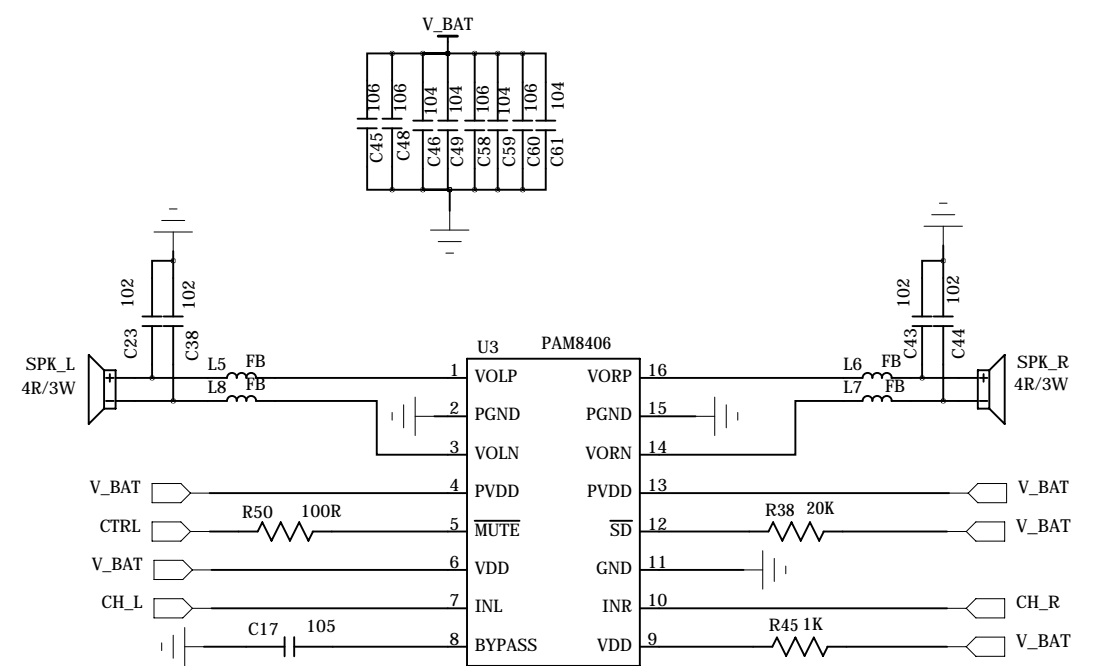 V_BAT
106 106 104 104 106 104 106 104
C45 C48 C46 C49 C58 C59 C60 C61
102 102
C23 C38
102 102
C43 C44
U3 PAM8406
SPK_L
4R/3W
L5 FB
L8 FB
L6 FB
L7 FB
SPK_R
4R/3W
+
-
+
-
1 VOLP VORP 16
2 PGND PGND 15
3 VOLN VORN 14
V_BAT 4 PVDD PVDD 13 V_BAT
CTRL R50 100R 5 MUTE SD 12 R38 20K V_BAT
V_BAT 6 VDD GND 11
CH_L 7 INL INR 10 CH_R
C17 105 8 BYPASS VDD 9 R45 1K V_BAT